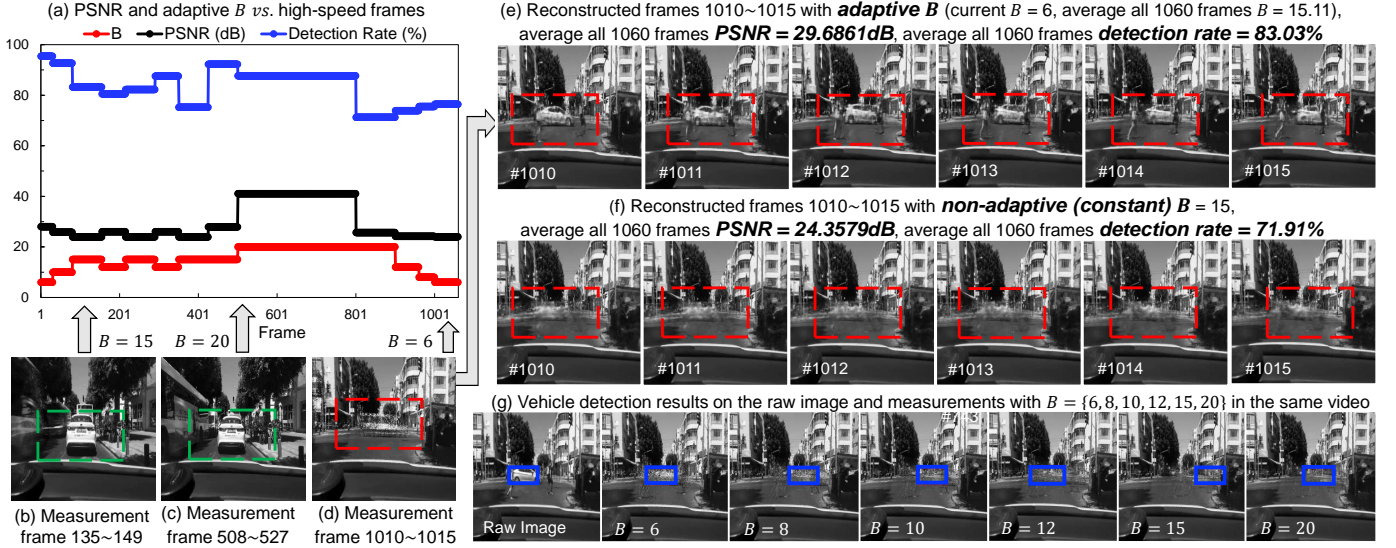 (a) PSNR and adaptive B vs. high-speed frames
B PSNR (dB) Detection Rate (%)
100
80
60
40
20
0
1 201 401 601 801 1001
Frame
B = 15 B = 20 B = 6
(b) Measurement
frame 135~149
(c) Measurement
frame 508~527
(d) Measurement
frame 1010~1015
(e) Reconstructed frames 1010~1015 with adaptive B (current B = 6, average all 1060 frames B = 15.11),
average all 1060 frames PSNR = 29.6861dB, average all 1060 frames detection rate = 83.03%
#1010 #1011 #1012 #1013 #1014 #1015
(f) Reconstructed frames 1010~1015 with non-adaptive (constant) B = 15,
average all 1060 frames PSNR = 24.3579dB, average all 1060 frames detection rate = 71.91%
#1010 #1011 #1012 #1013 #1014 #1015
(g) Vehicle detection results on the raw image and measurements with B = {6,8,10,12,15,20} in the same video
Raw Image B = 6 B = 8 B = 10 B = 12 B = 15 B = 20